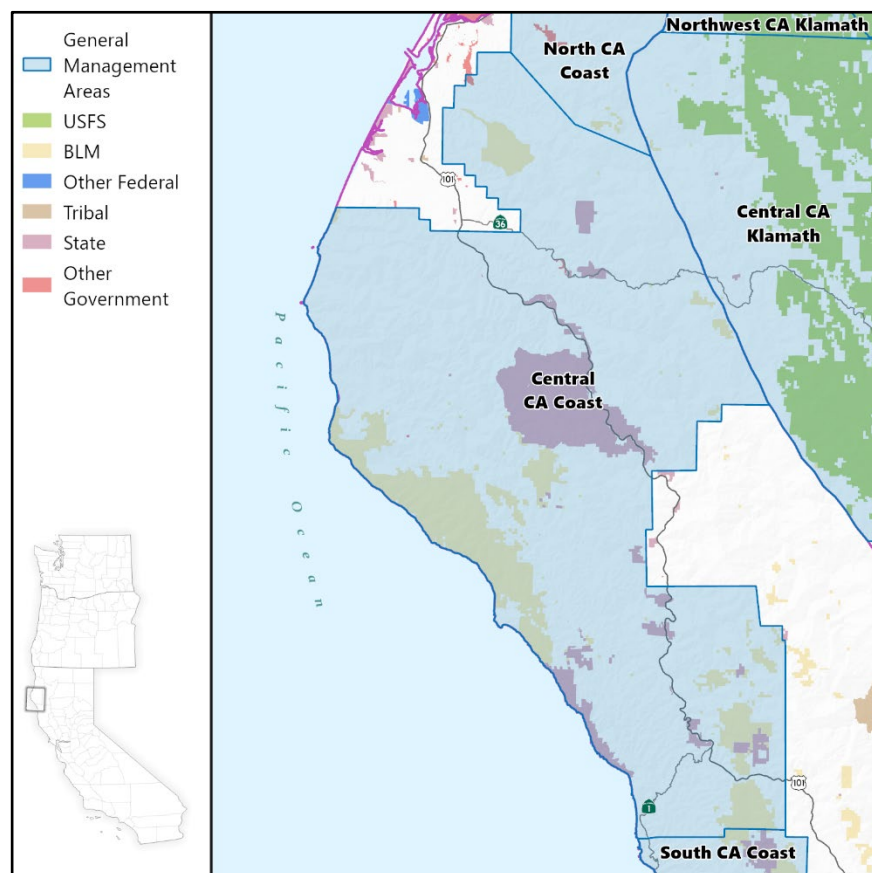 General
Management
Areas
USFS
BLM
Other Federal
Tribal
State
Other
Government
Northwest CA Klamath
North CA
Coast
101
36
Central CA
Klamath
Pacific Ocean
Central
CA Coast
101
1
South CA Coast